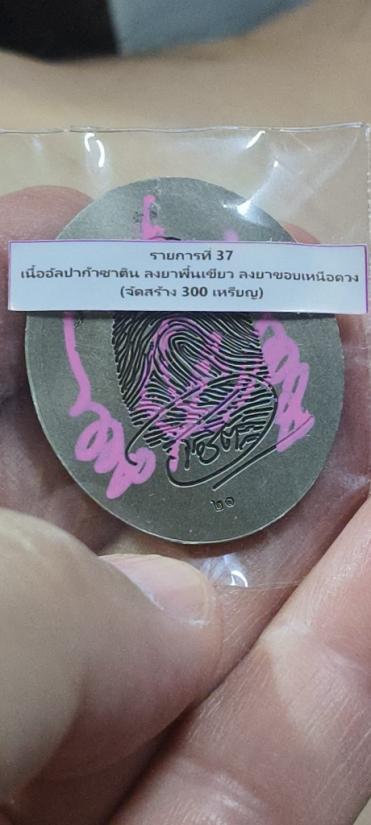 รายการที่ 37
เนื้ออัลปาก้าซาติน ลงยาพื้นเขียว ลงยาขอบเหนือดวง
(จัดสร้าง 300 เหรียญ)
๒๐